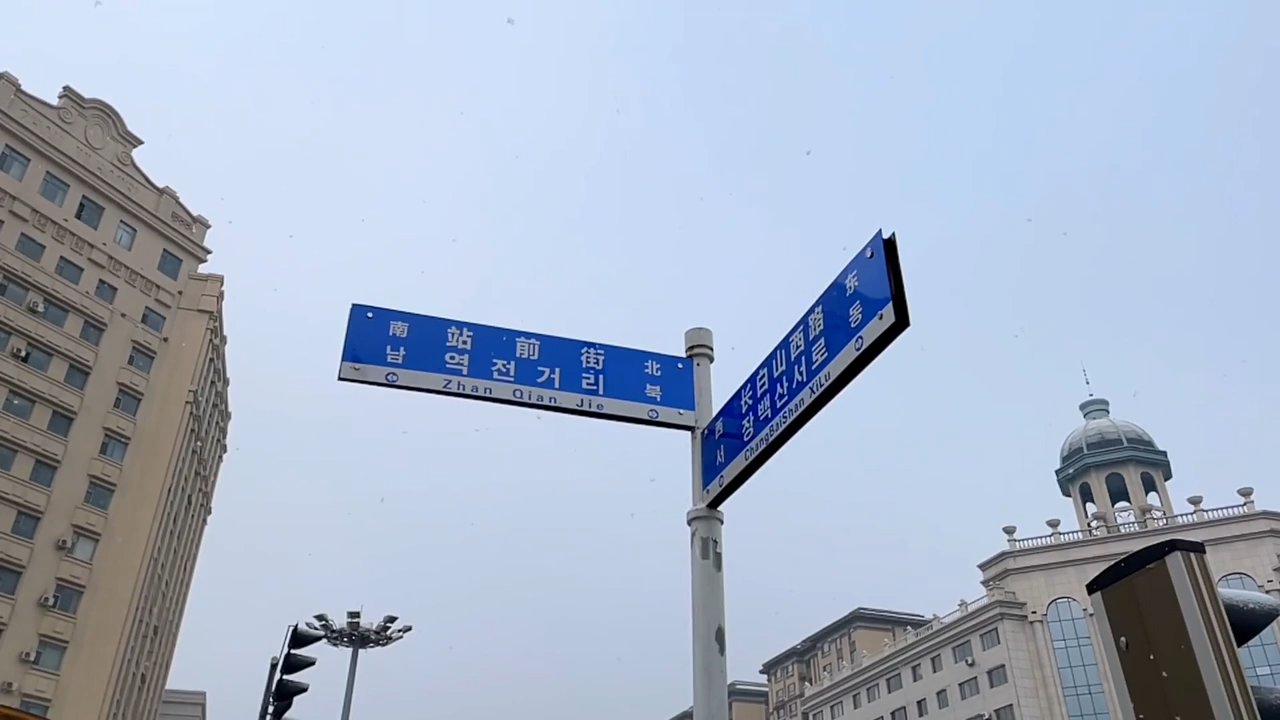 南 站前街 北
남 역전거리 북
Zhan Qian Jie
西 长白山西路 东
서 장백산서로 동
ChangBaiShan XiLu